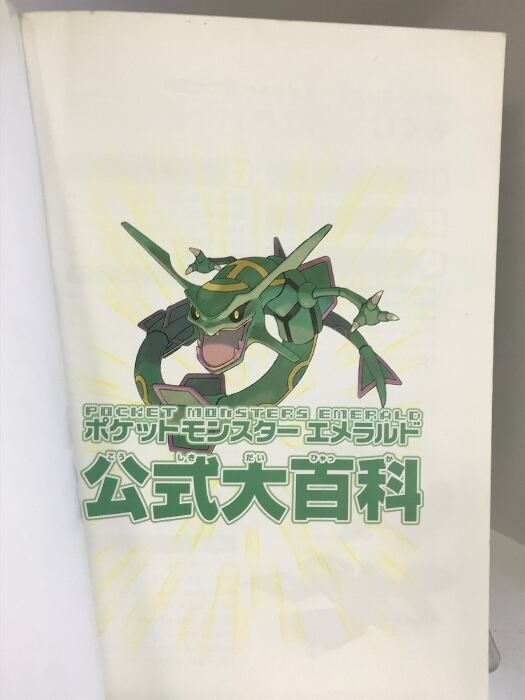 POCKET MONSTERS EMERALD
ポケットモンスター エメラルド
こう しき だい ひゃっ か
公式大百科